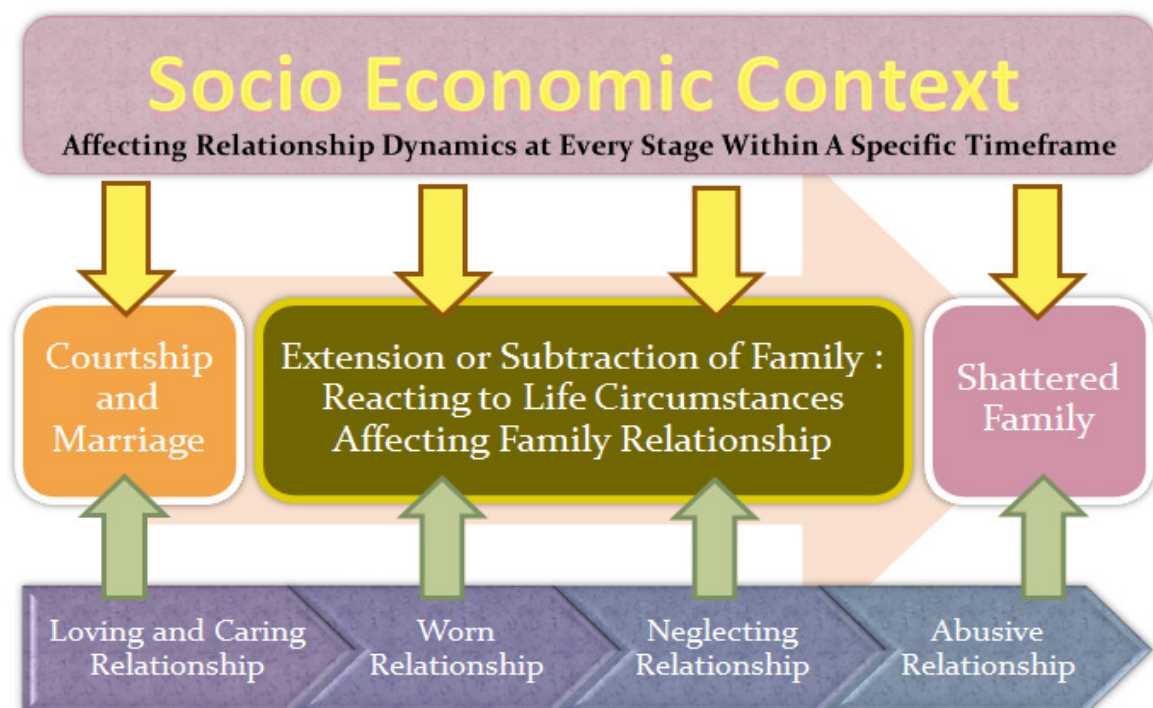 Socio Economic Context
Affecting Relationship Dynamics at Every Stage Within A Specific Timeframe
Courtship
and
Marriage
Extension or Subtraction of Family :
Reacting to Life Circumstances
Affecting Family Relationship
Shattered
Family
Loving and Caring
Relationship
Worn
Relationship
Neglecting
Relationship
Abusive
Relationship